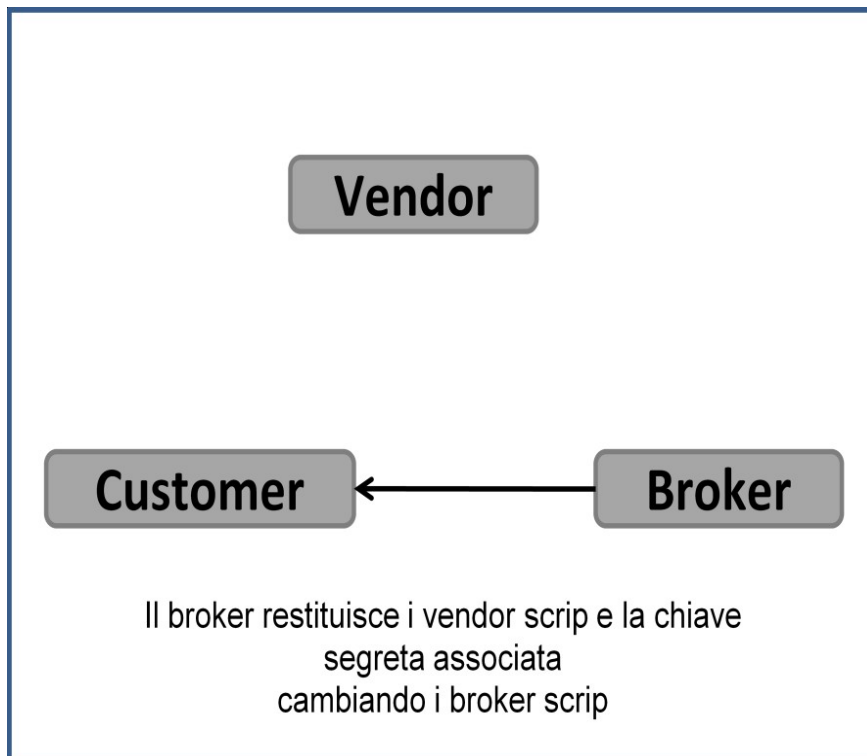 Vendor
Customer
Broker
Il broker restituisce i vendor scrip e la chiave
segreta associata
cambiando i broker scrip